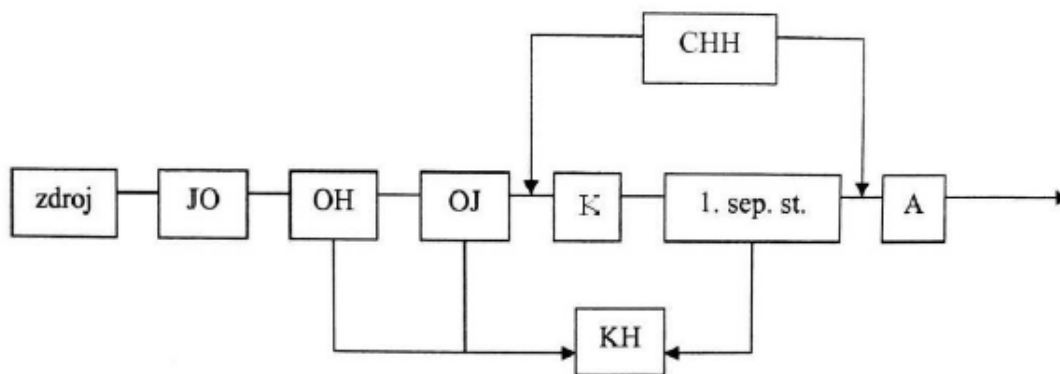 CHH
zdroj
JO
OH
OJ
K
1. sep. st.
A
KH